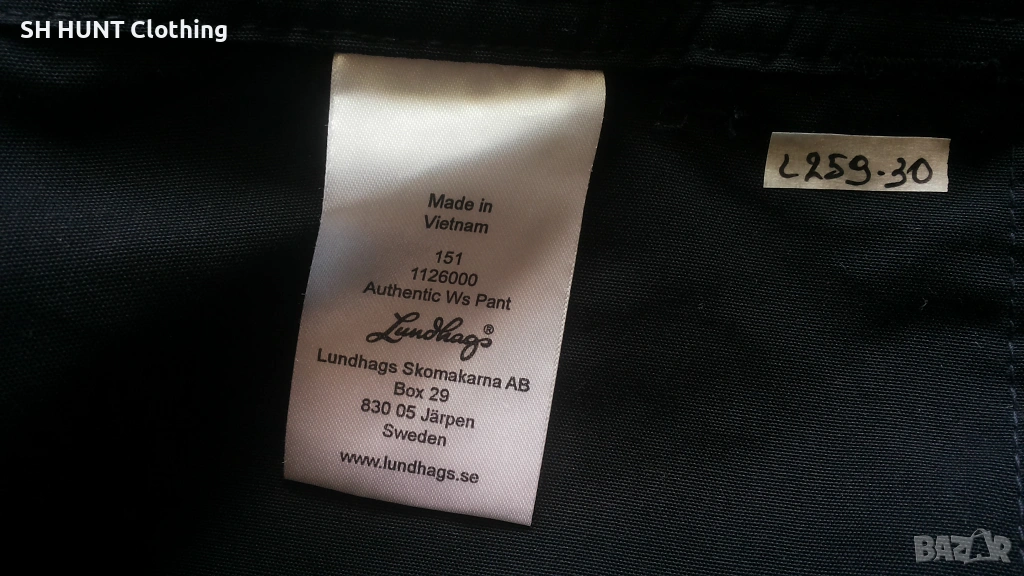 SH HUNT Clothing
Made in
Vietnam
151
1126000
Authentic Ws Pant
Lundhags®
Lundhags Skomakarna AB
Box 29
830 05 Järpen
Sweden
www.lundhags.se
L259-30
BAZAR